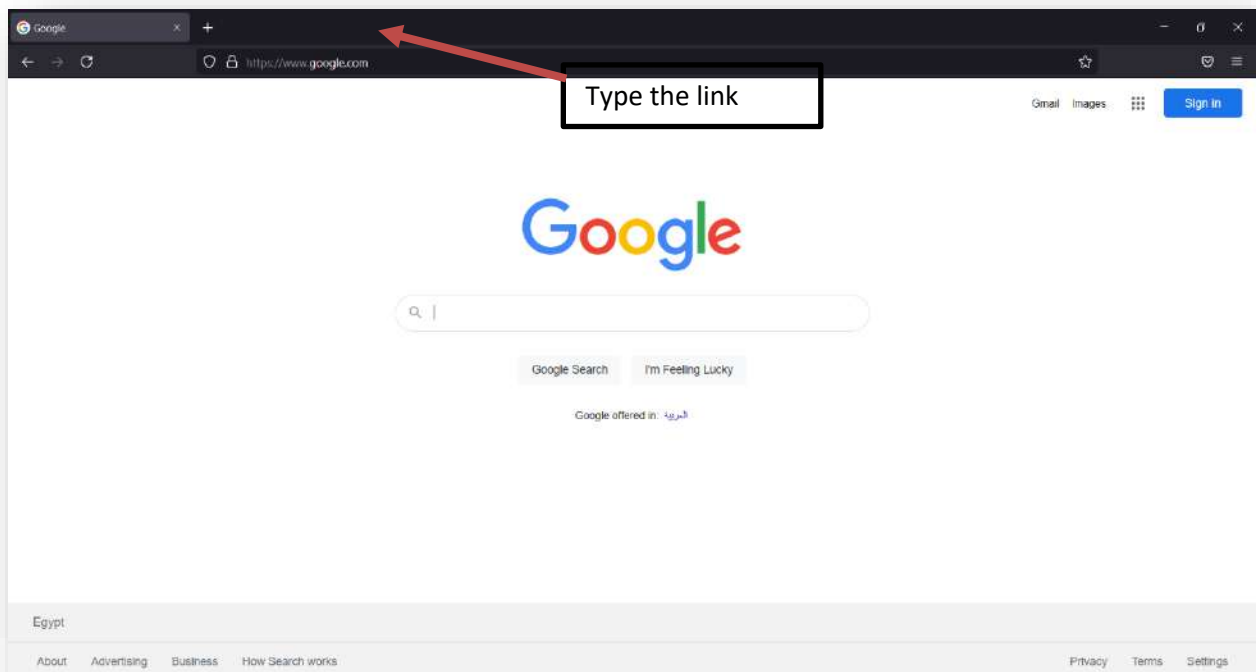 Google
https://www.google.com
Type the link
Gmail Images
Sign in
Google
Google Search I'm Feeling Lucky
Google offered in: العربية
Egypt
About Advertising Business How Search works Privacy Terms Settings